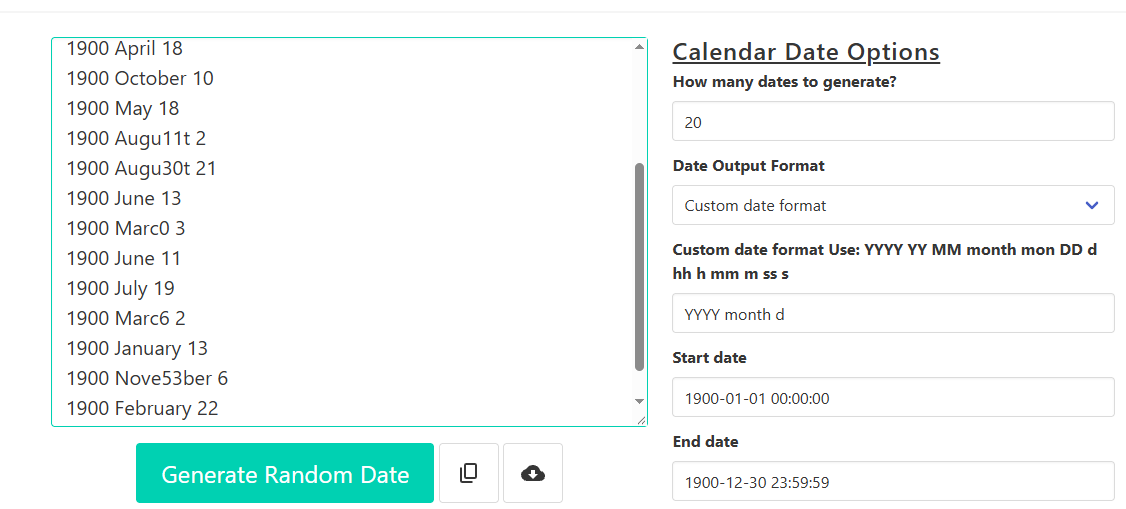 1900 April 18
1900 October 10
1900 May 18
1900 Augu11t 2
1900 Augu30t 21
1900 June 13
1900 Marc0 3
1900 June 11
1900 July 19
1900 Marc6 2
1900 January 13
1900 Nove53ber 6
1900 February 22
Generate Random Date
Calendar Date Options
How many dates to generate?
20
Date Output Format
Custom date format
Custom date format Use: YYYY YY MM month mon DD d
hh h mm m ss s
YYYY month d
Start date
1900-01-01 00:00:00
End date
1900-12-30 23:59:59